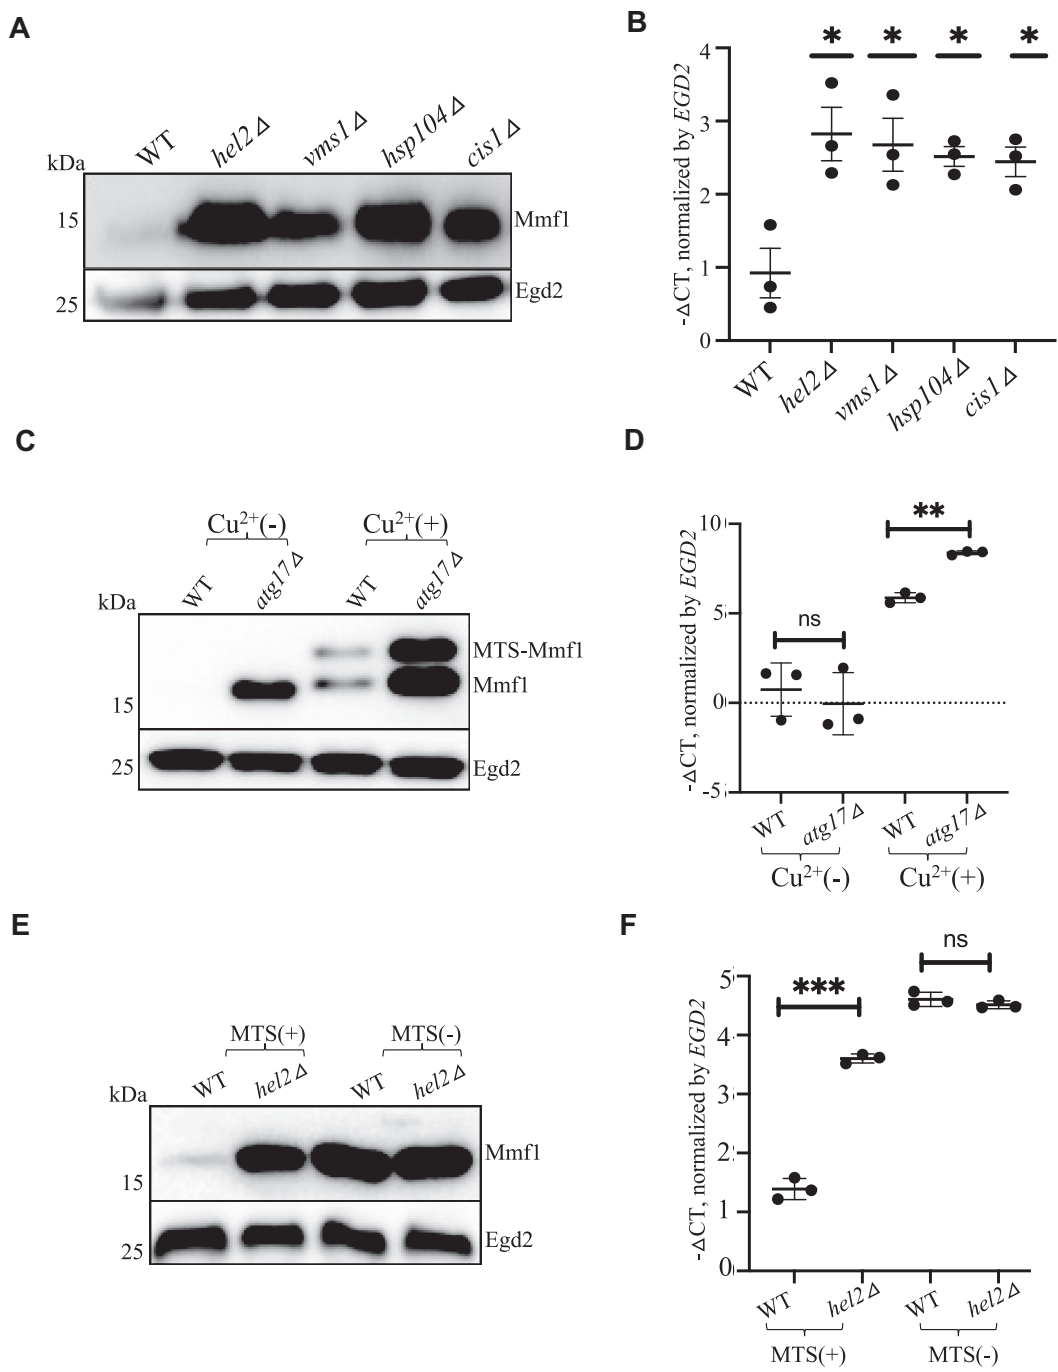 A
WT hel2Δ vms1Δ hsp104Δ cis1Δ
kDa
15 Mmf1
25 Egd2
B
* * * *
4
3
2
1
0
-ΔCT, normalized by EGD2
WT hel2Δ vms1Δ hsp104Δ cis1Δ
C
Cu²⁺(-) Cu²⁺(+)
WT atg17Δ WT atg17Δ
kDa
MTS-Mmf1
Mmf1
15
25 Egd2
D
**
ns
10
5
0
-5
-ΔCT, normalized by EGD2
WT atg17Δ WT atg17Δ
Cu²⁺(-) Cu²⁺(+)
E
MTS(+) MTS(-)
WT hel2Δ WT hel2Δ
kDa
Mmf1
15
25 Egd2
F
ns
***
5
4
3
2
1
0
-ΔCT, normalized by EGD2
WT hel2Δ WT hel2Δ
MTS(+) MTS(-)